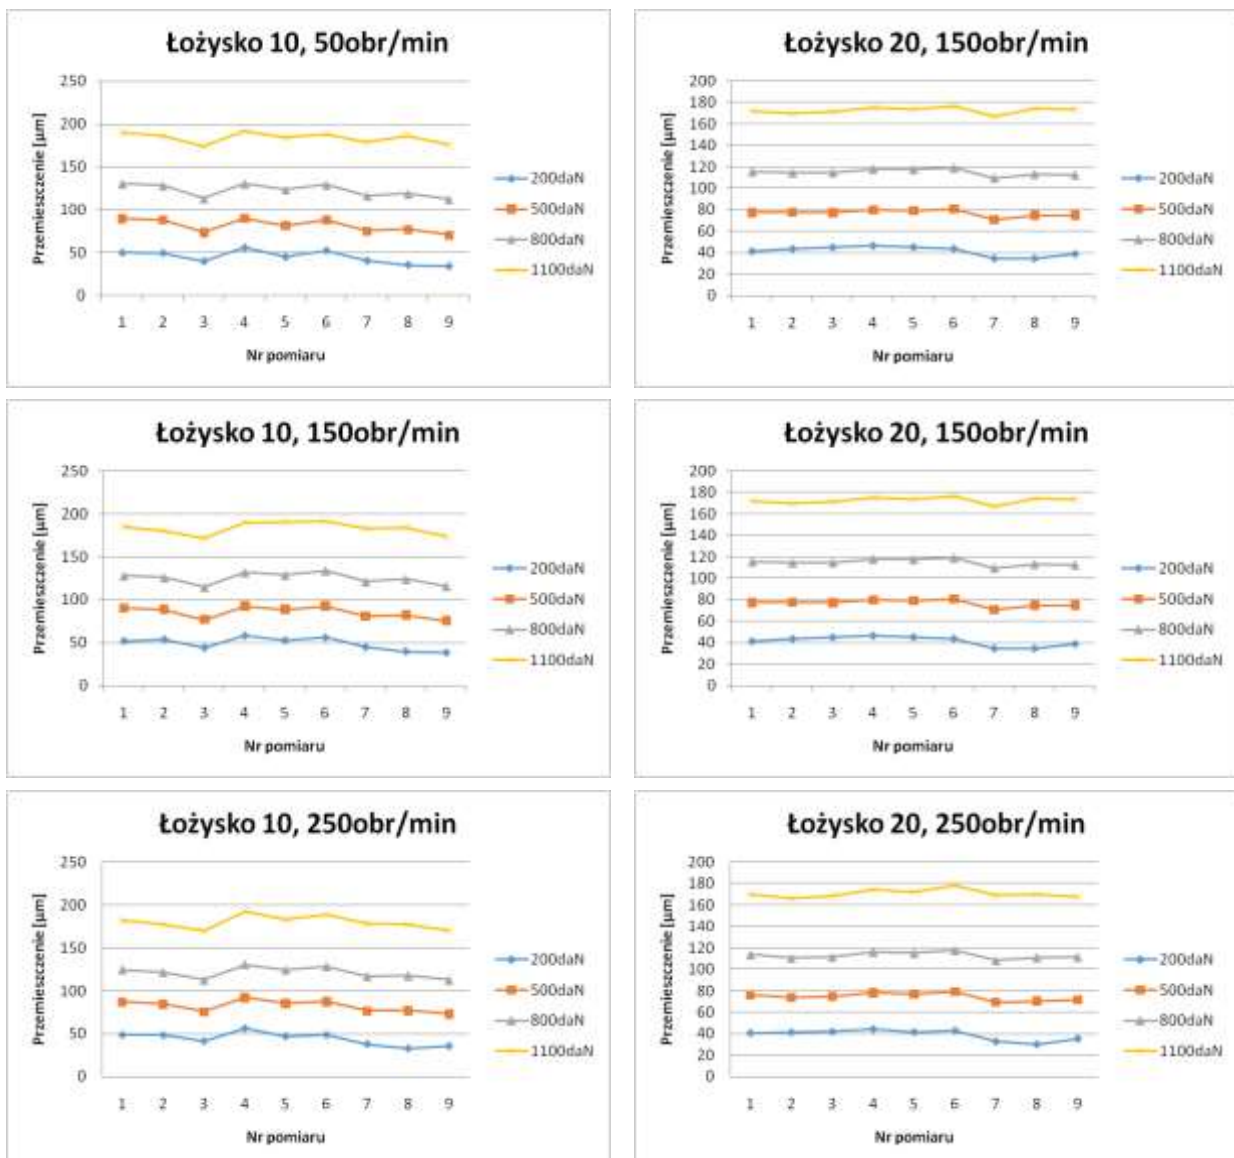 Łożysko 10, 50obr/min
Przemieszczenie [µm]
250
200
150
100
50
0
1 2 3 4 5 6 7 8 9
Nr pomiaru
200daN
500daN
800daN
1100daN
Łożysko 20, 150obr/min
Przemieszczenie [µm]
200
180
160
140
120
100
80
60
40
20
0
1 2 3 4 5 6 7 8 9
Nr pomiaru
200daN
500daN
800daN
1100daN
Łożysko 10, 150obr/min
Przemieszczenie [µm]
250
200
150
100
50
0
1 2 3 4 5 6 7 8 9
Nr pomiaru
200daN
500daN
800daN
1100daN
Łożysko 20, 150obr/min
Przemieszczenie [µm]
200
180
160
140
120
100
80
60
40
20
0
1 2 3 4 5 6 7 8 9
Nr pomiaru
200daN
500daN
800daN
1100daN
Łożysko 10, 250obr/min
Przemieszczenie [µm]
250
200
150
100
50
0
1 2 3 4 5 6 7 8 9
Nr pomiaru
200daN
500daN
800daN
1100daN
Łożysko 20, 250obr/min
Przemieszczenie [µm]
200
180
160
140
120
100
80
60
40
20
0
1 2 3 4 5 6 7 8 9
Nr pomiaru
200daN
500daN
800daN
1100daN